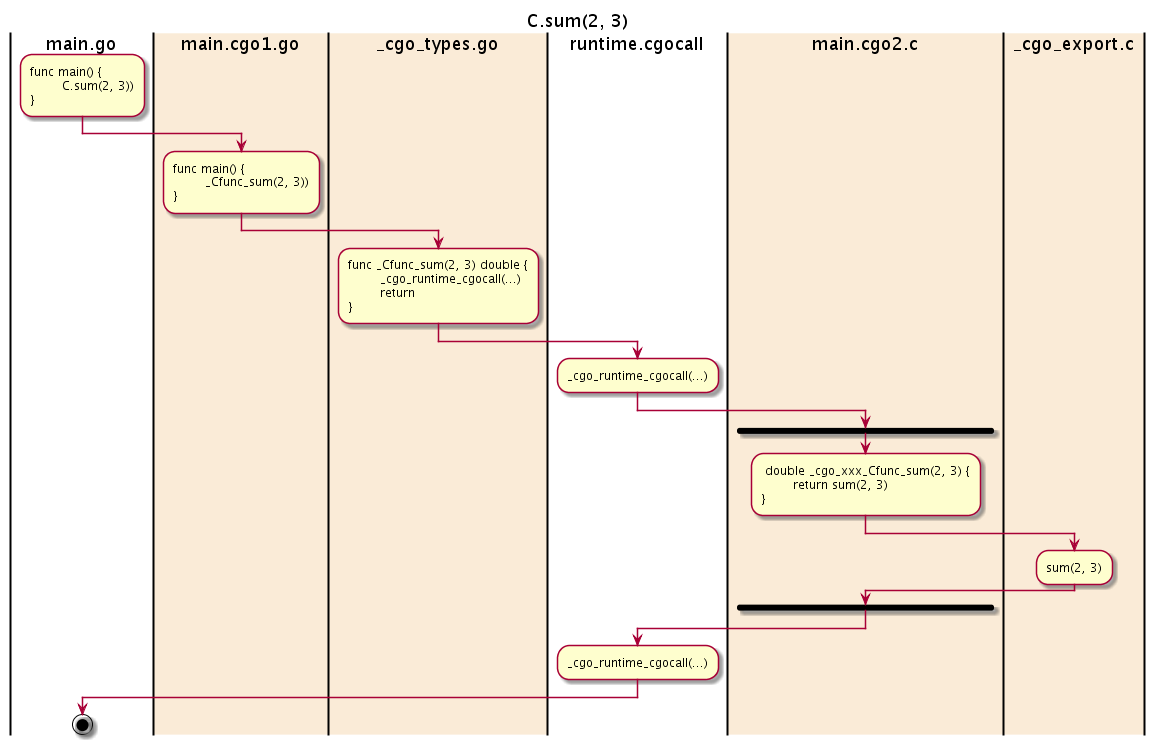 C.sum(2, 3)
main.go
main.cgo1.go
_cgo_types.go
runtime.cgocall
main.cgo2.c
_cgo_export.c
func main() {
C.sum(2, 3))
}
func main() {
_Cfunc_sum(2, 3))
}
func _Cfunc_sum(2, 3) double {
_cgo_runtime_cgocall(...)
return
}
_cgo_runtime_cgocall(...)
double _cgo_xxx_Cfunc_sum(2, 3) {
return sum(2, 3)
}
sum(2, 3)
_cgo_runtime_cgocall(...)